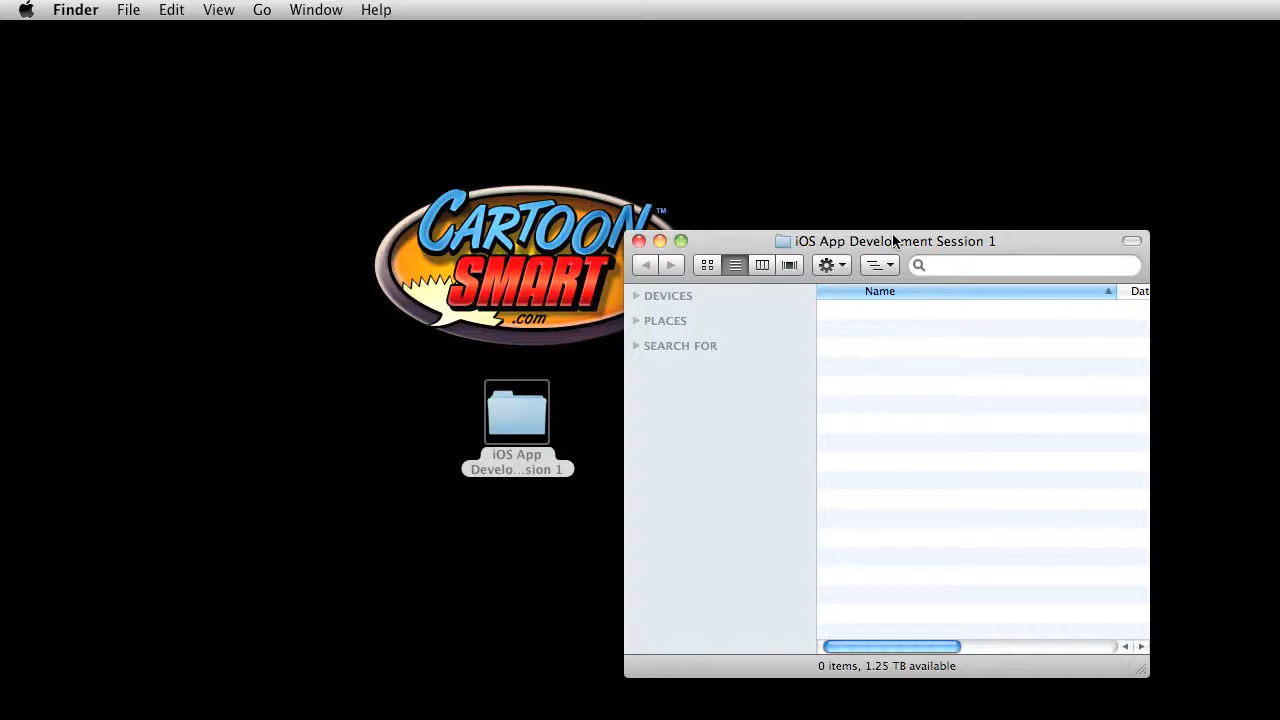 Finder File Edit View Go Window Help
CARTOON
TM
SMART
.com
iOS App
Develo...sion 1
iOS App Development Session 1
DEVICES
PLACES
SEARCH FOR
Name
Dat
0 items, 1.25 TB available